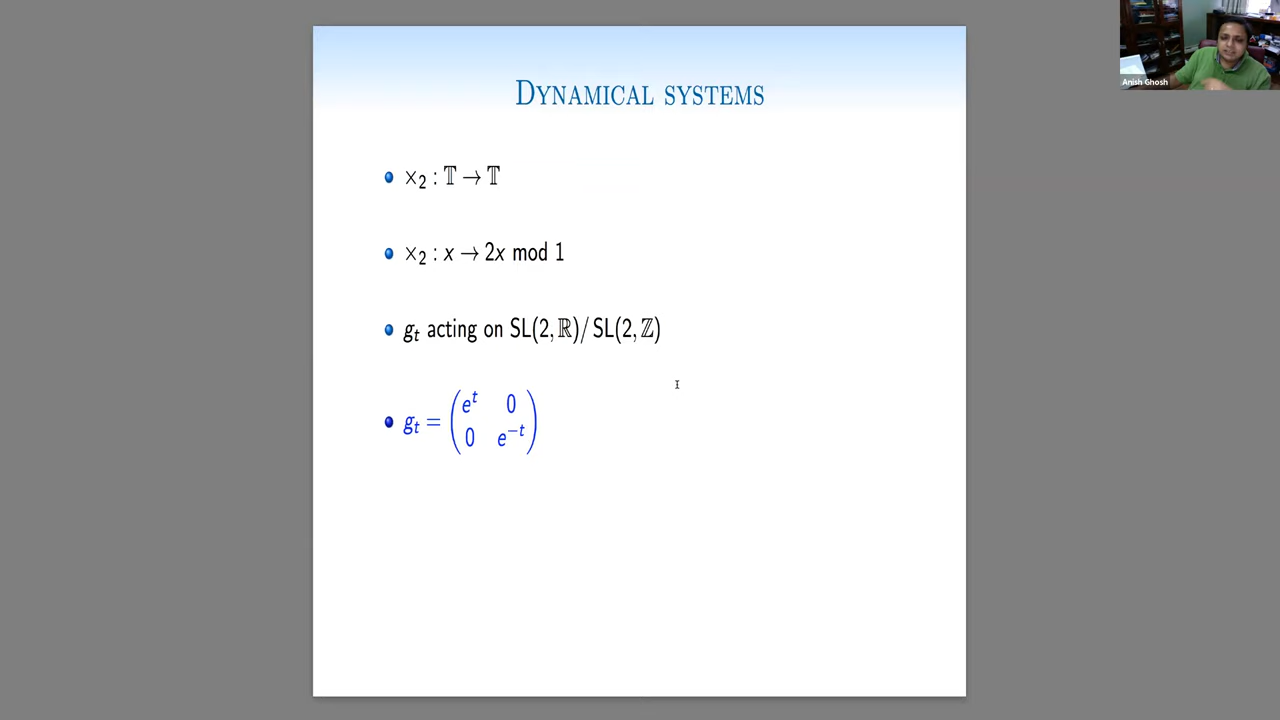 DYNAMICAL SYSTEMS
×₂ : 𝕋 → 𝕋
×₂ : x → 2x mod 1
gₜ acting on SL(2, ℝ)/ SL(2, ℤ)
gₜ = (eᵗ 0
0 e⁻ᵗ)
Anish Ghosh